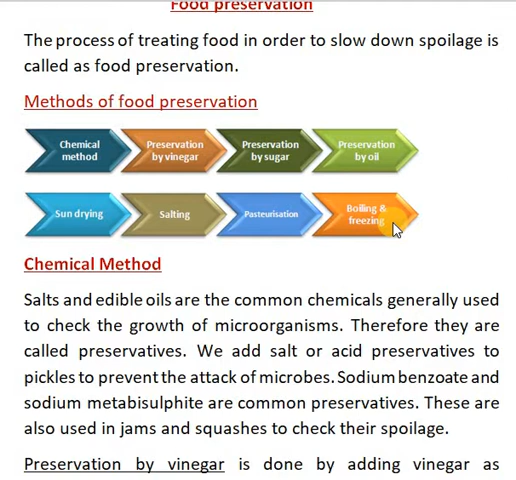 Food preservation
The process of treating food in order to slow down spoilage is
called as food preservation.
Methods of food preservation
Chemical method
Preservation by vinegar
Preservation by sugar
Preservation by oil
Sun drying
Salting
Pasteurisation
Boiling & freezing
Chemical Method
Salts and edible oils are the common chemicals generally used
to check the growth of microorganisms. Therefore they are
called preservatives. We add salt or acid preservatives to
pickles to prevent the attack of microbes. Sodium benzoate and
sodium metabisulphite are common preservatives. These are
also used in jams and squashes to check their spoilage.
Preservation by vinegar is done by adding vinegar as